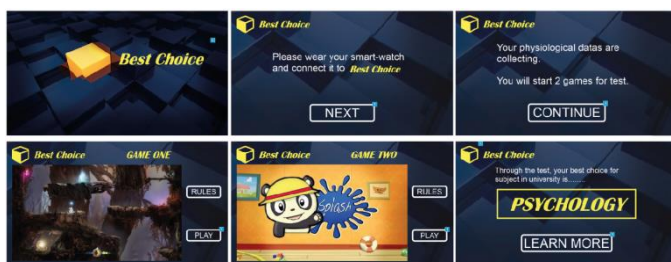 Best Choice
Best Choice
Please wear your smart-watch
and connect it to Best Choice
NEXT
Best Choice
Your physiological datas are
collecting.
You will start 2 games for test.
CONTINUE
Best Choice GAME ONE
RULES
PLAY
Best Choice GAME TWO
Splash
RULES
PLAY
Best Choice
Through the test, your best choice for
subject in university is.........
PSYCHOLOGY
LEARN MORE